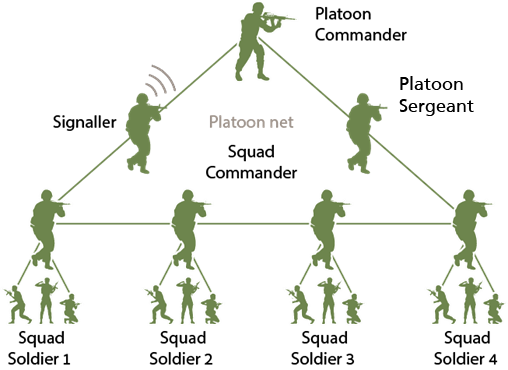 Platoon
Commander
Signaller
Platoon net
Platoon
Sergeant
Squad
Commander
Squad
Soldier 1
Squad
Soldier 2
Squad
Soldier 3
Squad
Soldier 4